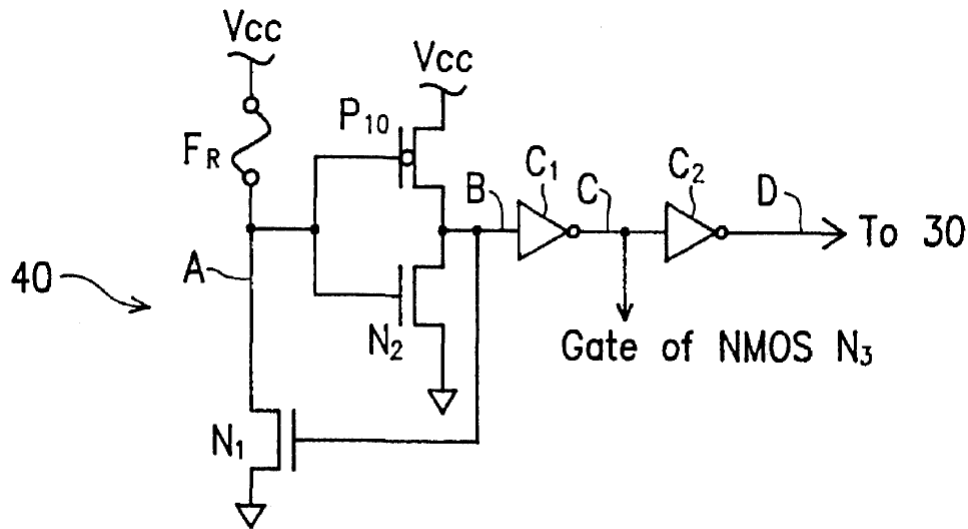 Vcc
Vcc
P10
FR
B
C1
C
C2
D
To 30
A
40
N2
Gate of NMOS N3
N1